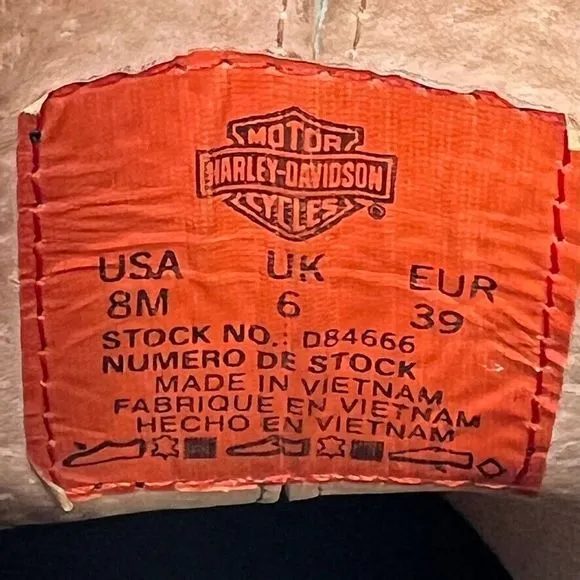 MOTOR
HARLEY-DAVIDSON
CYCLES
®
USA UK EUR
8M 6 39
STOCK NO.: D84666
NUMERO DE STOCK
MADE IN VIETNAM
FABRIQUE EN VIETNAM
HECHO EN VIETNAM